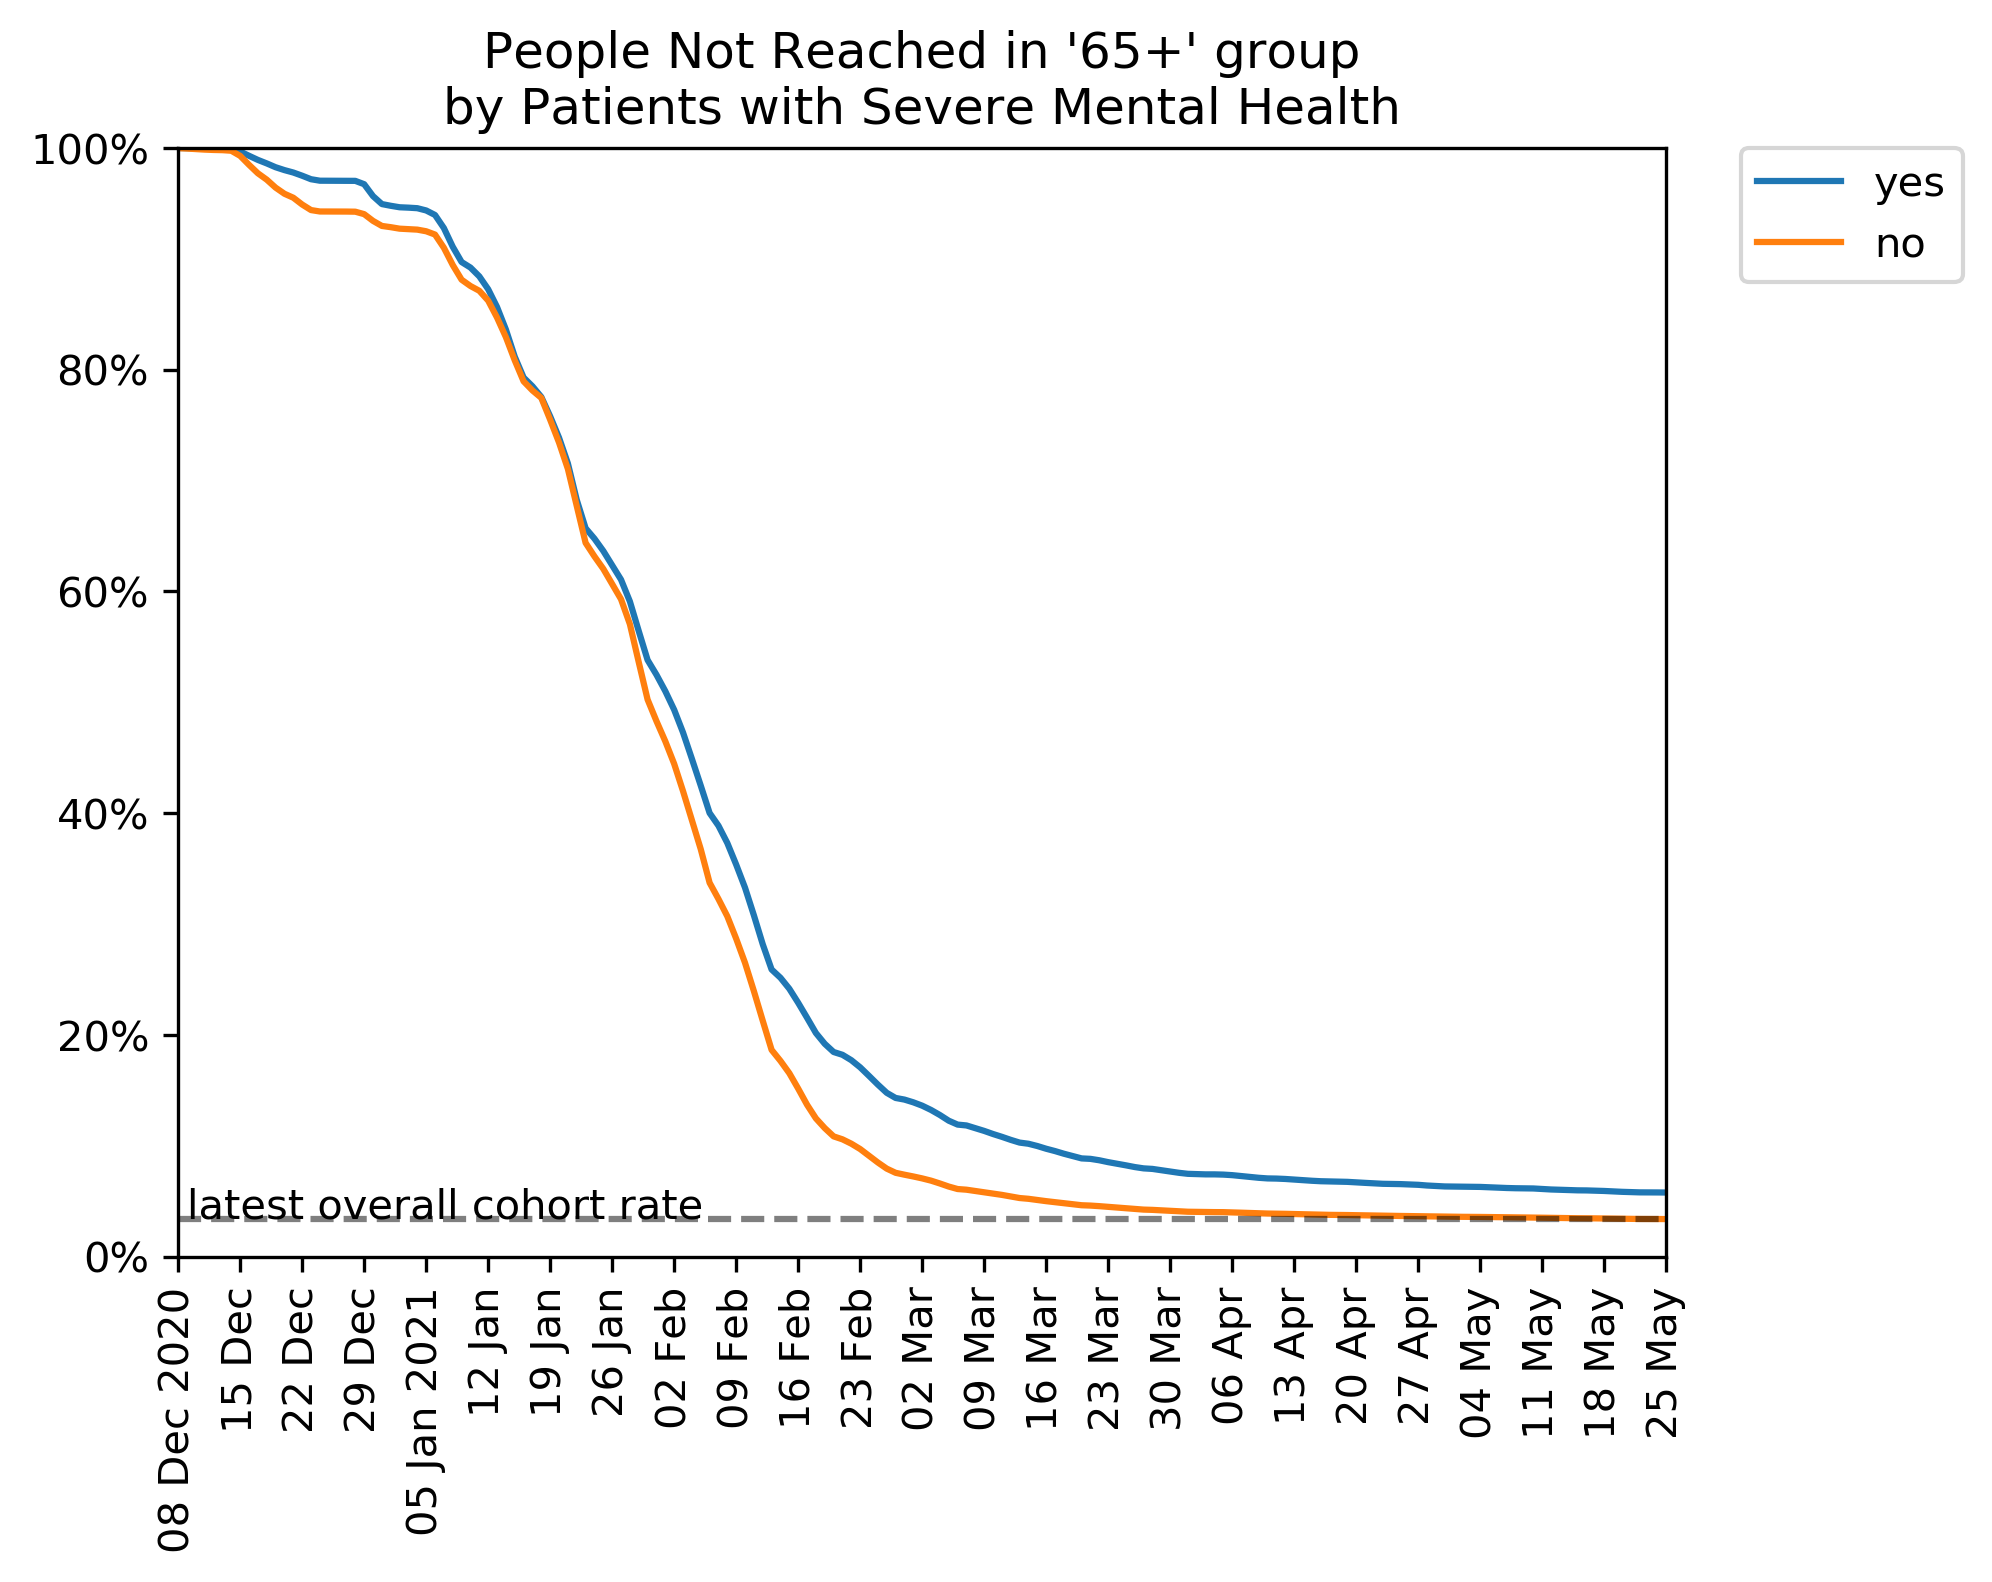 People Not Reached in '65+' group
by Patients with Severe Mental Health
100%
80%
60%
40%
20%
0%
latest overall cohort rate
yes
no
08 Dec 2020
15 Dec
22 Dec
29 Dec
05 Jan 2021
12 Jan
19 Jan
26 Jan
02 Feb
09 Feb
16 Feb
23 Feb
02 Mar
09 Mar
16 Mar
23 Mar
30 Mar
06 Apr
13 Apr
20 Apr
27 Apr
04 May
11 May
18 May
25 May